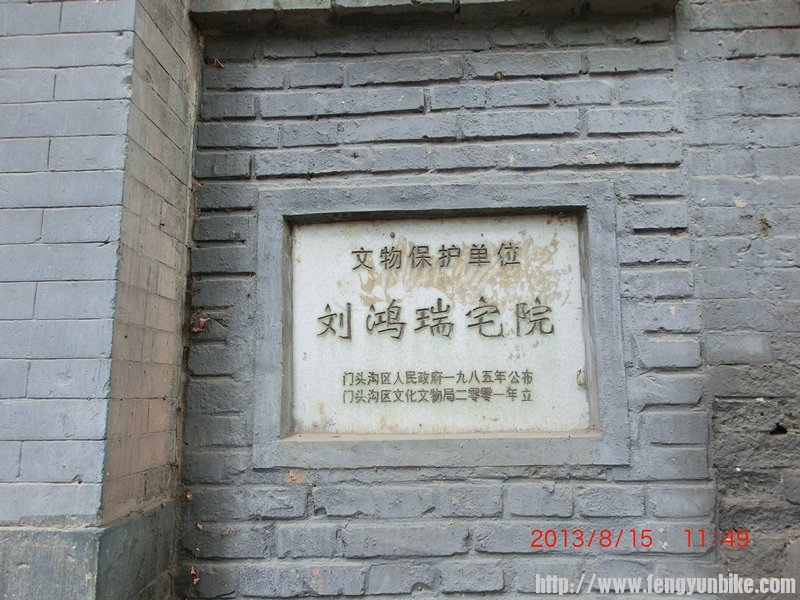 文物保护单位
刘鸿瑞宅院
门头沟区人民政府一九八五年公布
门头沟区文化文物局二零零一年立
2013/8/15 11:49
http://www.fengyunbike.com